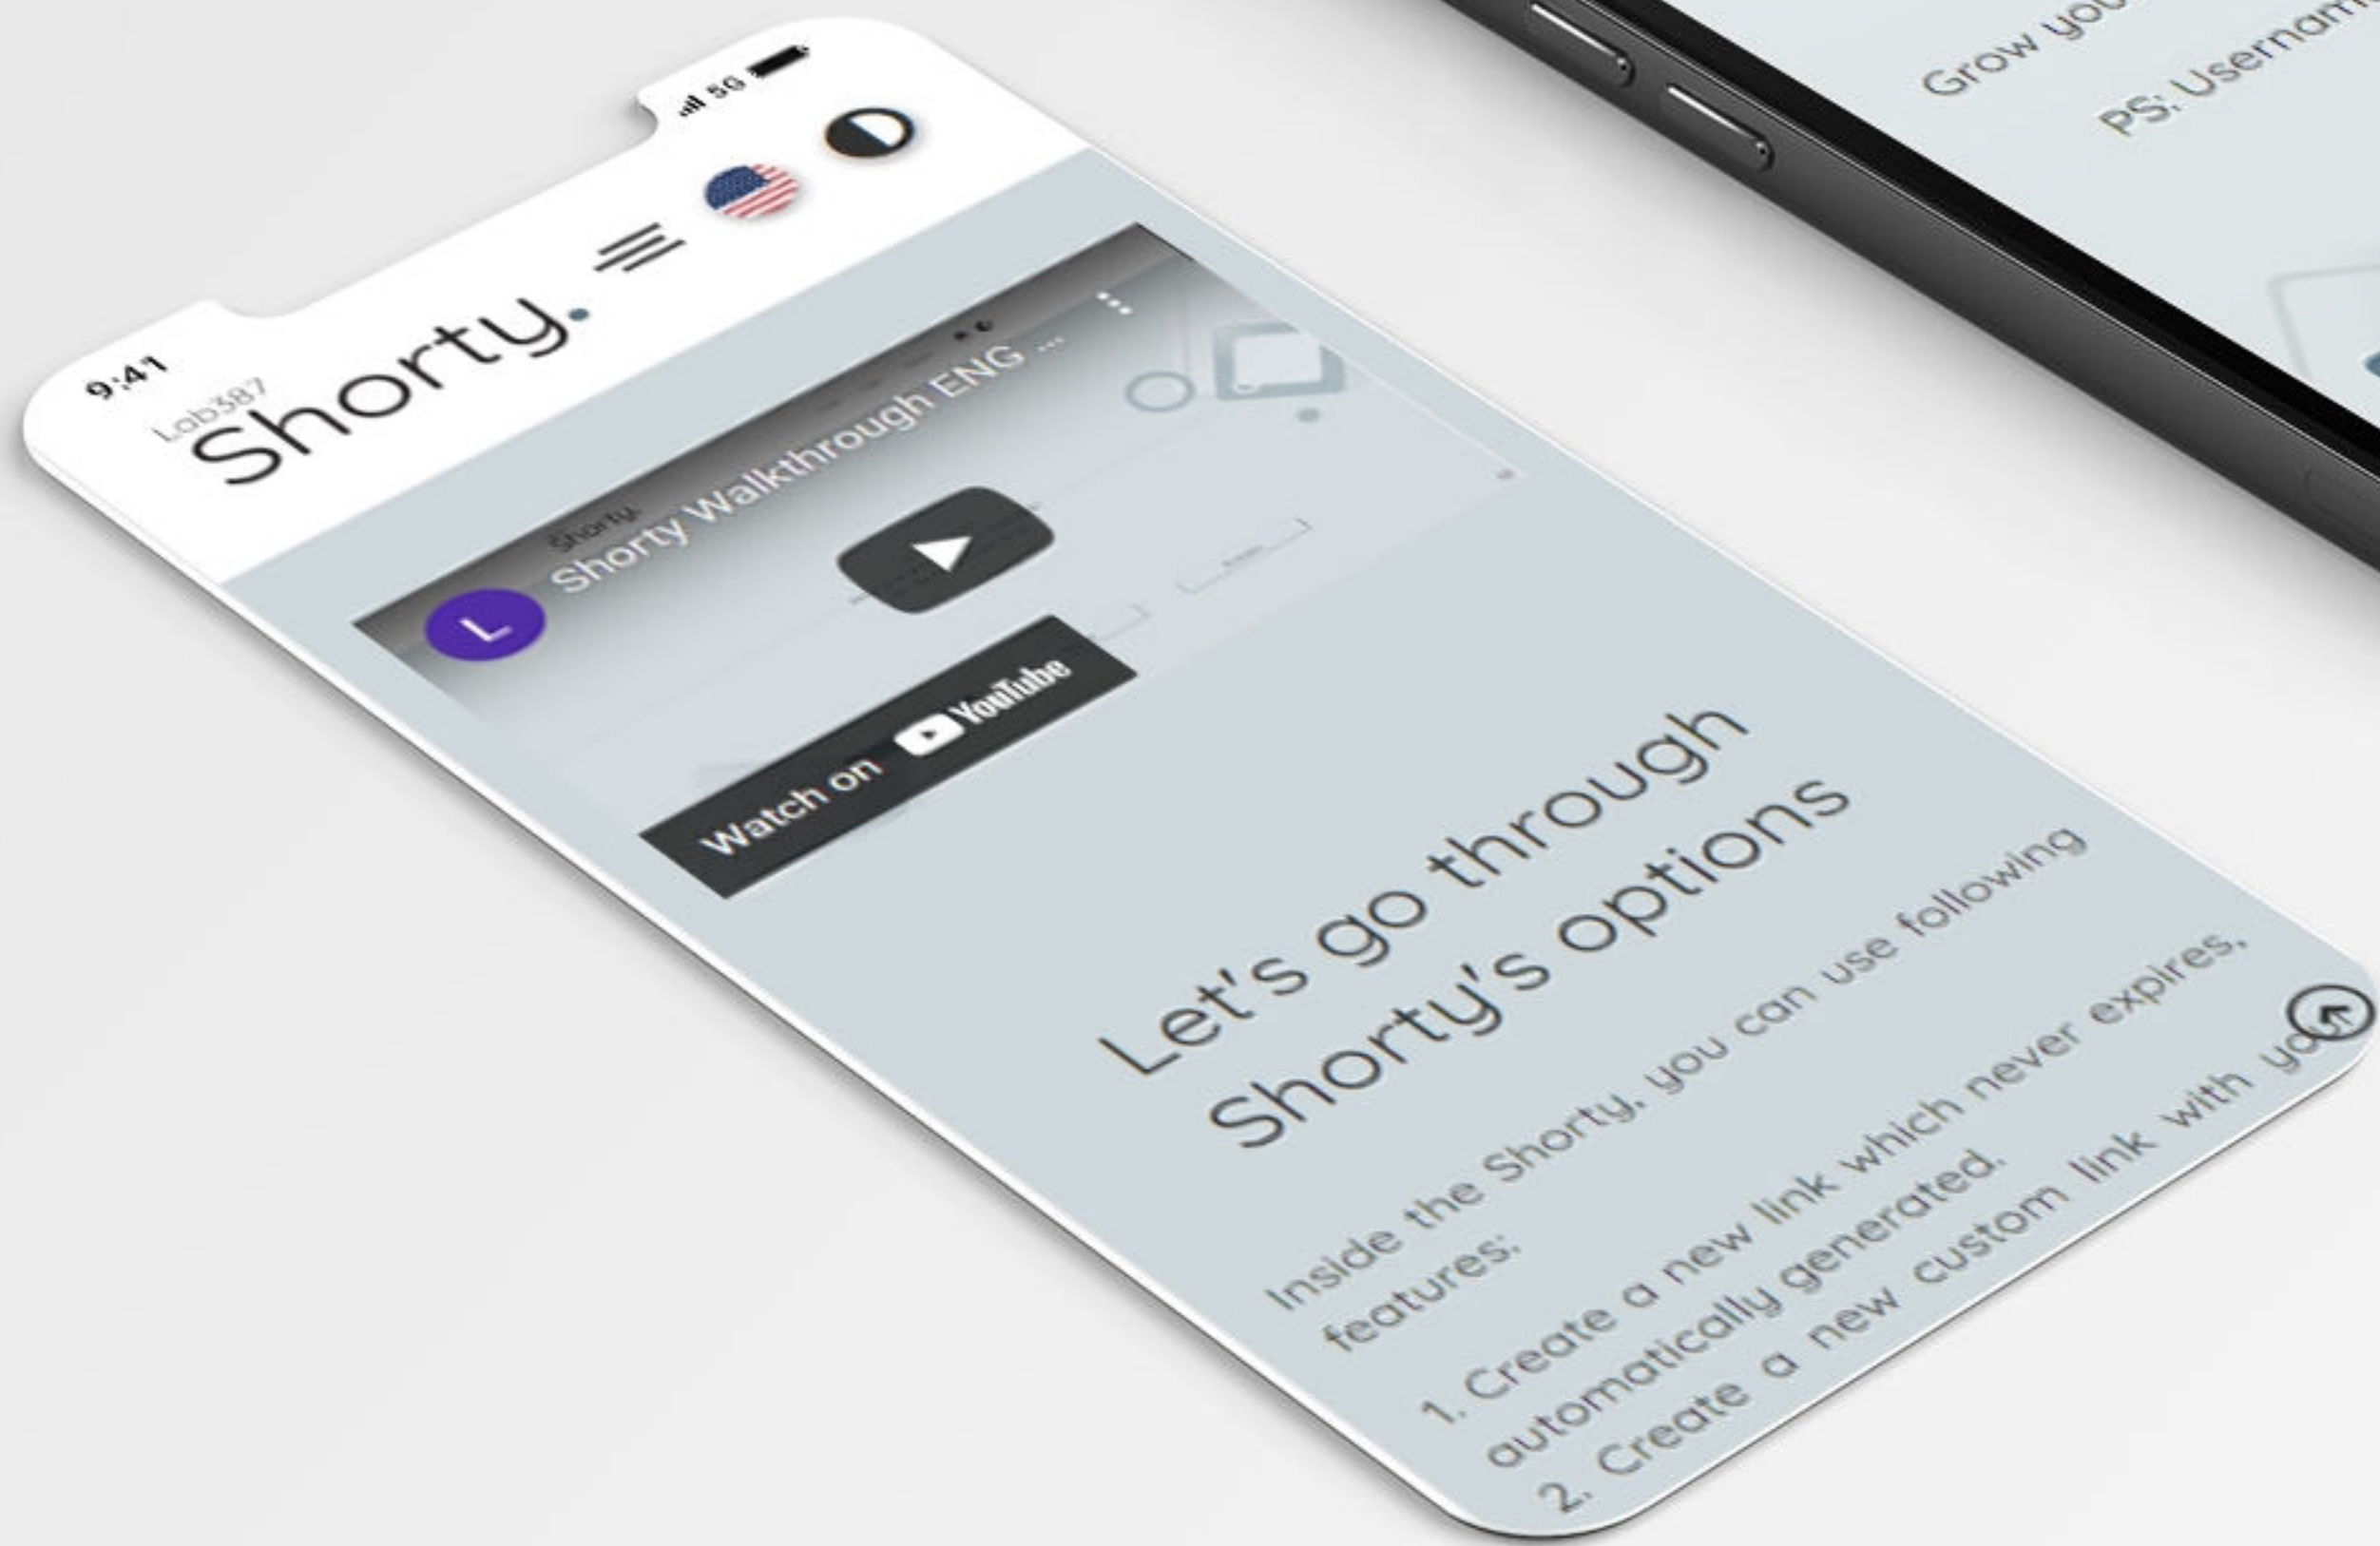 9:41
5G
Lab387
Shorty.
Shorty.
Shorty Walkthrough ENG ...
L
Watch on YouTube
Let's go through
Shorty's options
Inside the Shorty, you can use following
features:
1. Create a new link which never expires,
automatically generated.
2. Create a new custom link with your
Grow you
PS: Usernam